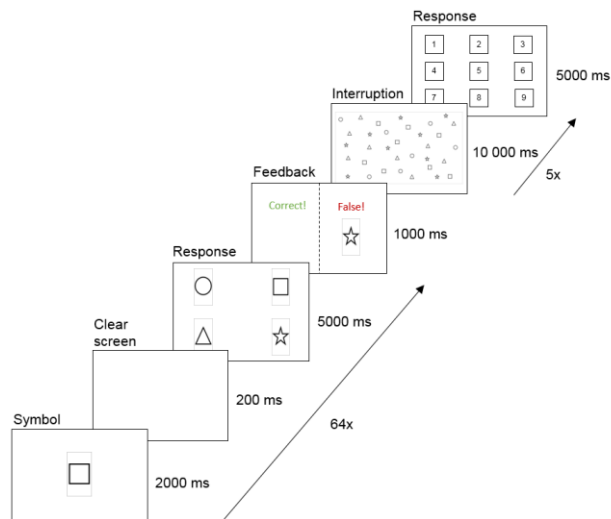 Response
1 2 3
4 5 6
7 8 9
5000 ms
Interruption
10 000 ms
5x
Feedback
Correct! False!
1000 ms
Response
5000 ms
Clear
screen
200 ms
64x
Symbol
2000 ms